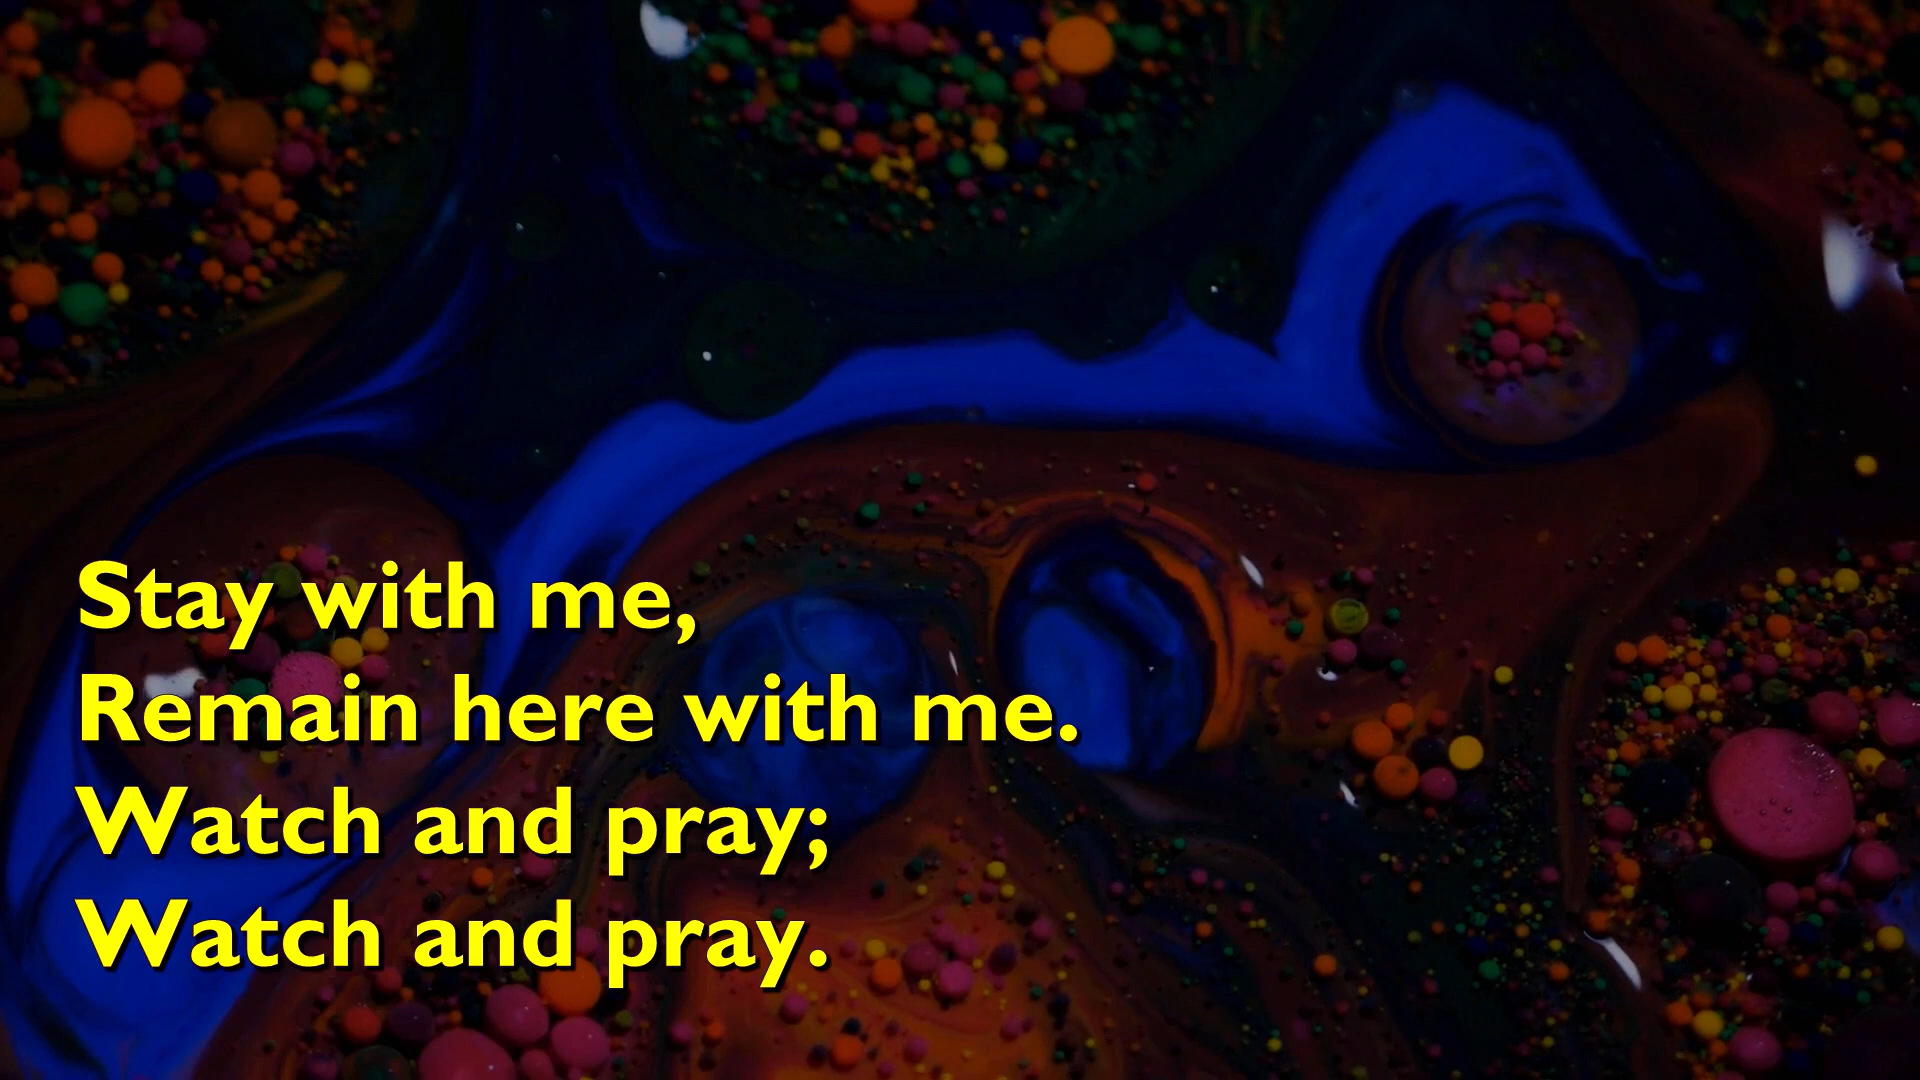 Stay with me,
Remain here with me.
Watch and pray;
Watch and pray.